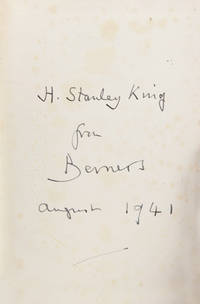 H. Stanley King
from
Berners
August 1941